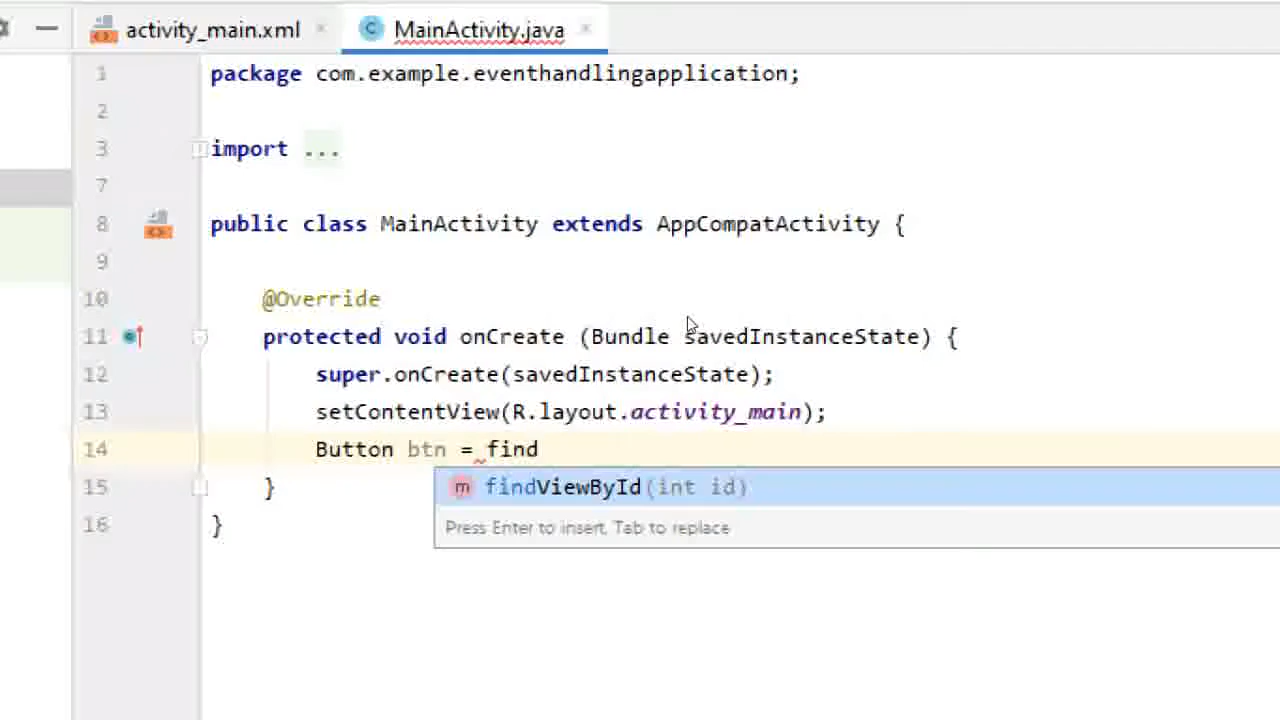 activity_main.xml MainActivity.java
1 package com.example.eventhandlingapplication;
2
3 import ...
7
8 public class MainActivity extends AppCompatActivity {
9
10 @Override
11 protected void onCreate (Bundle savedInstanceState) {
12 super.onCreate(savedInstanceState);
13 setContentView(R.layout.activity_main);
14 Button btn = find
m findViewById(int id)
15 }
Press Enter to insert, Tab to replace
16 }